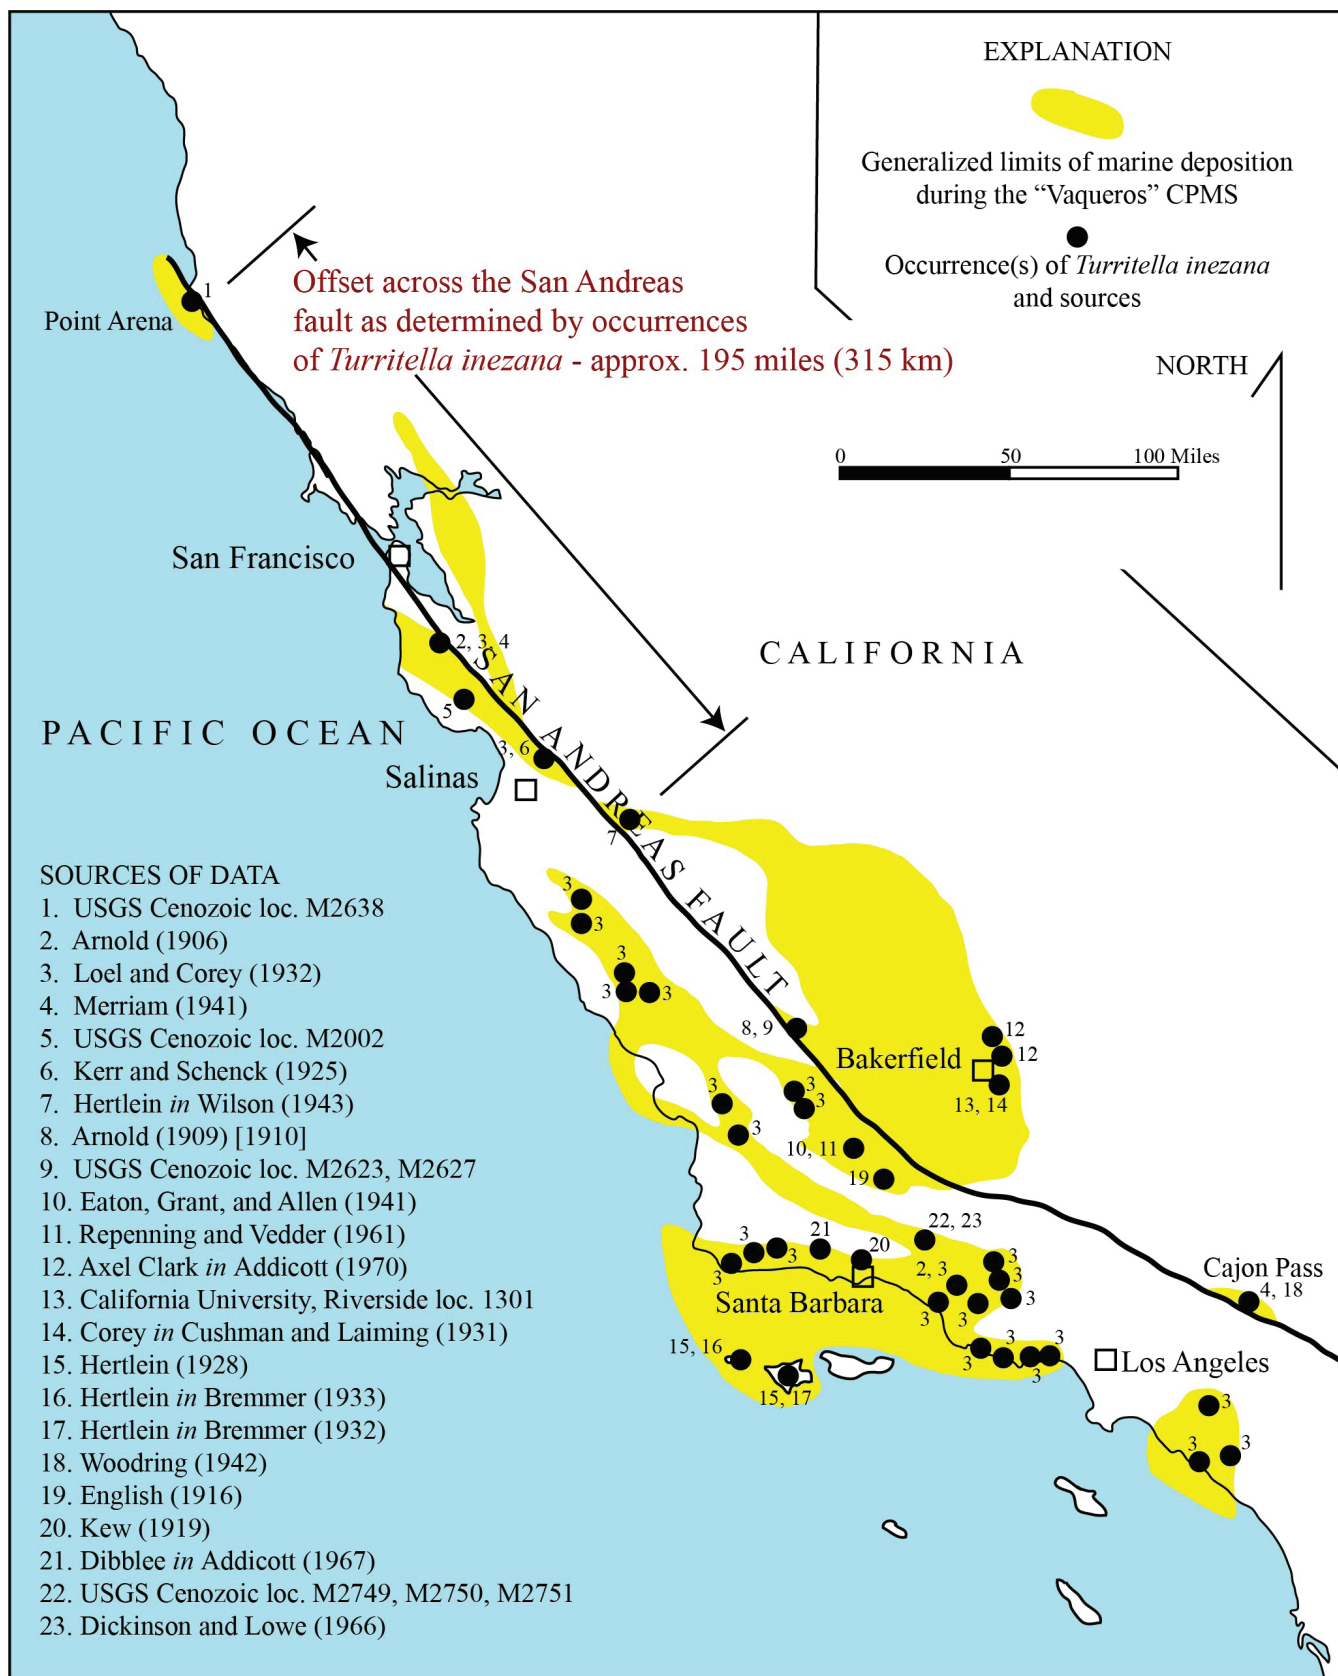 EXPLANATION
Generalized limits of marine deposition
during the “Vaqueros” CPMS
Occurrence(s) of Turritella inezana
and sources
NORTH
0 50 100 Miles
Offset across the San Andreas
fault as determined by occurrences
of Turritella inezana - approx. 195 miles (315 km)
1
Point Arena
San Francisco
2, 3, 4
CALIFORNIA
SAN ANDREAS FAULT
5
PACIFIC OCEAN
3, 6
Salinas
7
3
3
3
3
3
8, 9
12
12
Bakerfield
13, 14
3
3
3
3
10, 11
19
22, 23
21
20
3
3
3
2, 3
3
3
3
3
3
Santa Barbara
Cajon Pass
4, 18
15, 16
15, 17
3
3
3
3
Los Angeles
3
3
3
SOURCES OF DATA
1. USGS Cenozoic loc. M2638
2. Arnold (1906)
3. Loel and Corey (1932)
4. Merriam (1941)
5. USGS Cenozoic loc. M2002
6. Kerr and Schenck (1925)
7. Hertlein in Wilson (1943)
8. Arnold (1909) [1910]
9. USGS Cenozoic loc. M2623, M2627
10. Eaton, Grant, and Allen (1941)
11. Repenning and Vedder (1961)
12. Axel Clark in Addicott (1970)
13. California University, Riverside loc. 1301
14. Corey in Cushman and Laiming (1931)
15. Hertlein (1928)
16. Hertlein in Bremmer (1933)
17. Hertlein in Bremmer (1932)
18. Woodring (1942)
19. English (1916)
20. Kew (1919)
21. Dibblee in Addicott (1967)
22. USGS Cenozoic loc. M2749, M2750, M2751
23. Dickinson and Lowe (1966)